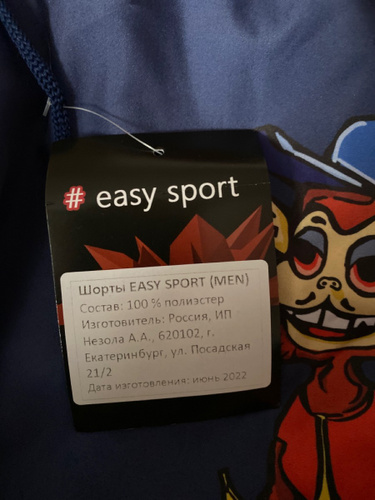 # easy sport
Шорты EASY SPORT (MEN)
Состав: 100 % полиэстер
Изготовитель: Россия, ИП
Незола А.А., 620102, г.
Екатеринбург, ул. Посадская
21/2
Дата изготовления: июнь 2022